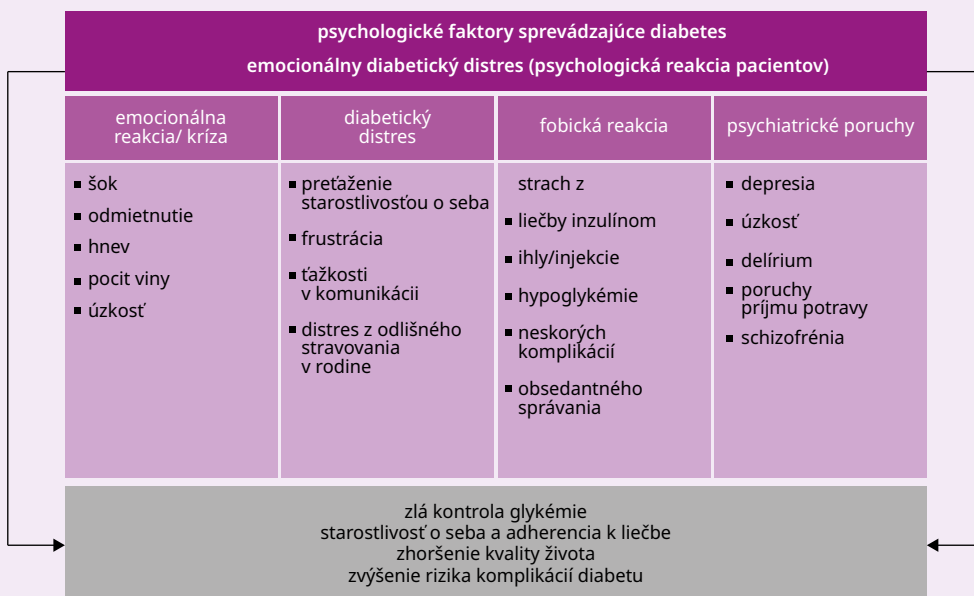 psychologické faktory sprevádzajúce diabetes
emocionálny diabetický distres (psychologická reakcia pacientov)
emocionálna
reakcia/ kríza
diabetický
distres
fobická reakcia
psychiatrické poruchy
▪ šok
▪ odmietnutie
▪ hnev
▪ pocit viny
▪ úzkosť
▪ preťaženie
starostlivosťou o seba
▪ frustrácia
▪ ťažkosti
v komunikácii
▪ distres z odlišného
stravovania
v rodine
strach z
▪ liečby inzulínom
▪ ihly/injekcie
▪ hypoglykémie
▪ neskorých
komplikácií
▪ obsedantného
správania
▪ depresia
▪ úzkosť
▪ delírium
▪ poruchy
príjmu potravy
▪ schizofrénia
zlá kontrola glykémie
starostlivosť o seba a adherencia k liečbe
zhoršenie kvality života
zvýšenie rizika komplikácií diabetu